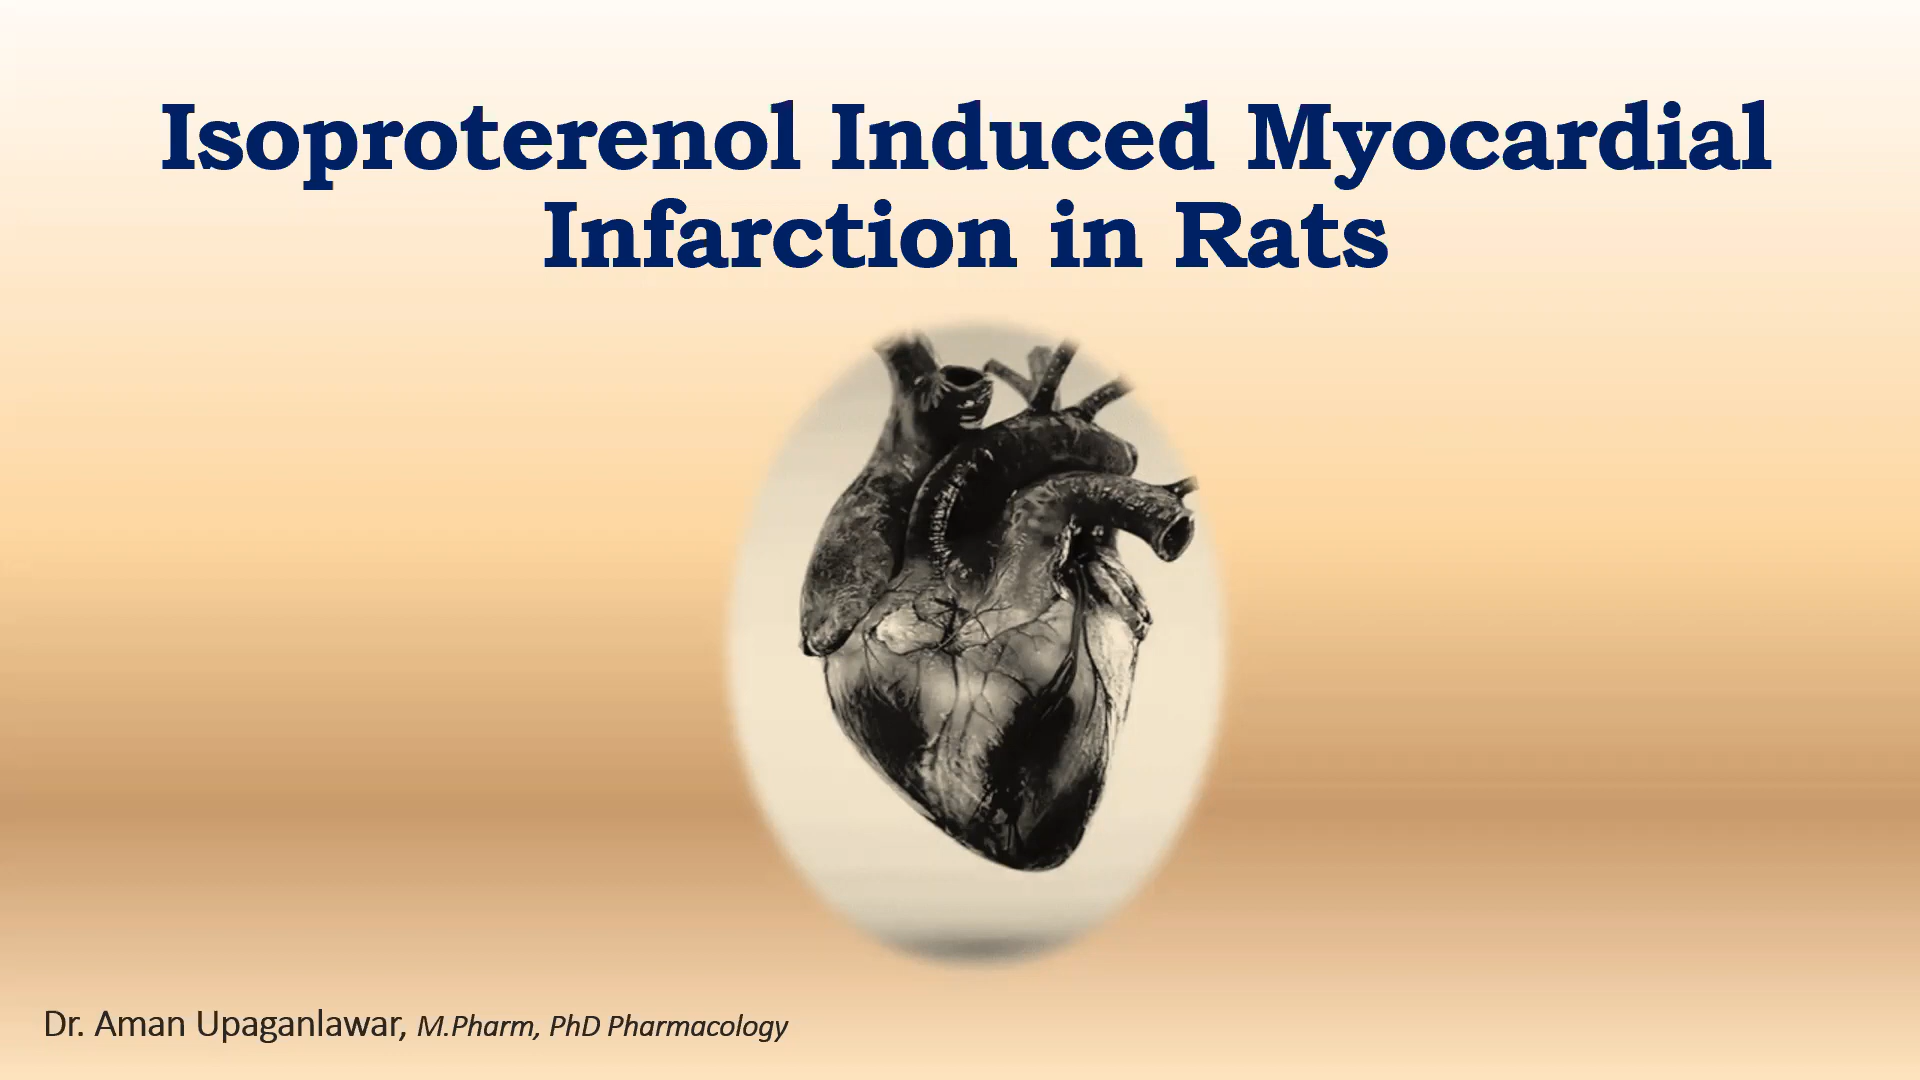 Isoproterenol Induced Myocardial
Infarction in Rats
Dr. Aman Upaganlawar, M.Pharm, PhD Pharmacology